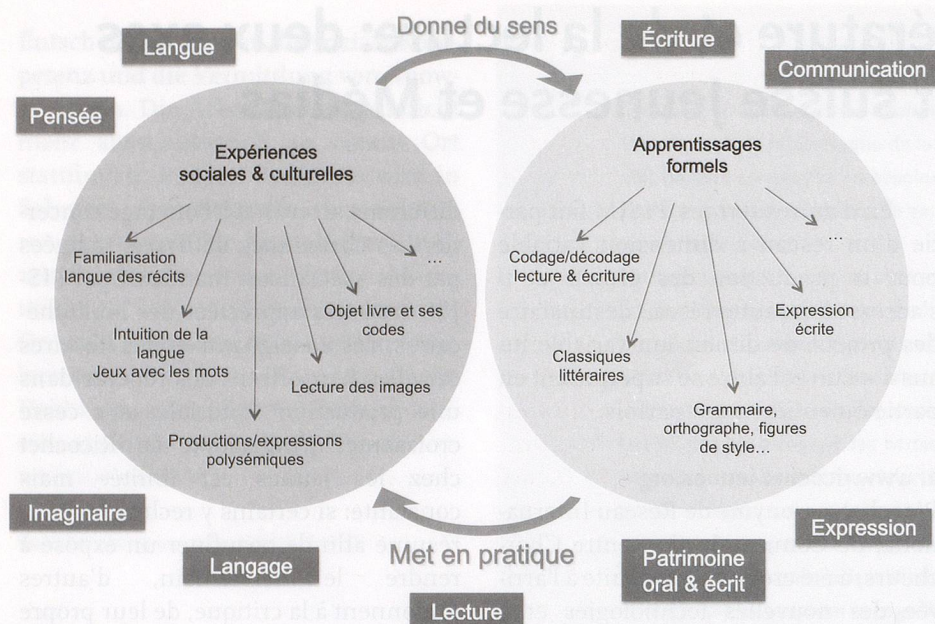 Donne du sens
Langue
Écriture
Communication
Pensée
Expériences
sociales & culturelles
Apprentissages
formels
Familiarisation
langue des récits
...
Codage/décodage
lecture & écriture
...
Objet livre et ses
codes
Expression
écrite
Intuition de la
langue
Jeux avec les mots
Classiques
littéraires
Lecture des images
Grammaire,
orthographe, figures
de style...
Productions/expressions
polysémiques
Imaginaire
Expression
Langage
Met en pratique
Patrimoine
oral & écrit
Lecture